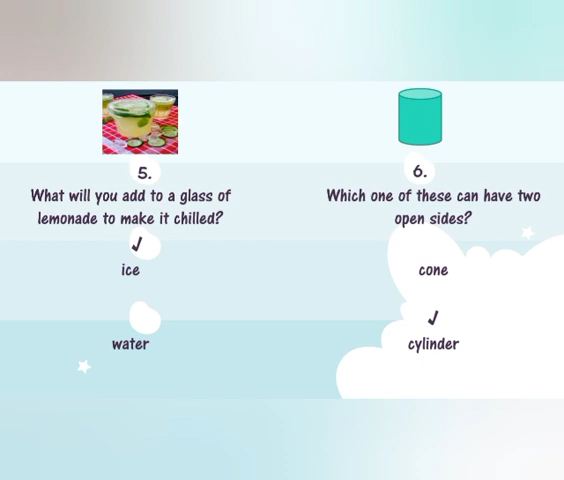 5.
What will you add to a glass of
lemonade to make it chilled?
✓
ice
water
6.
Which one of these can have two
open sides?
cone
✓
cylinder